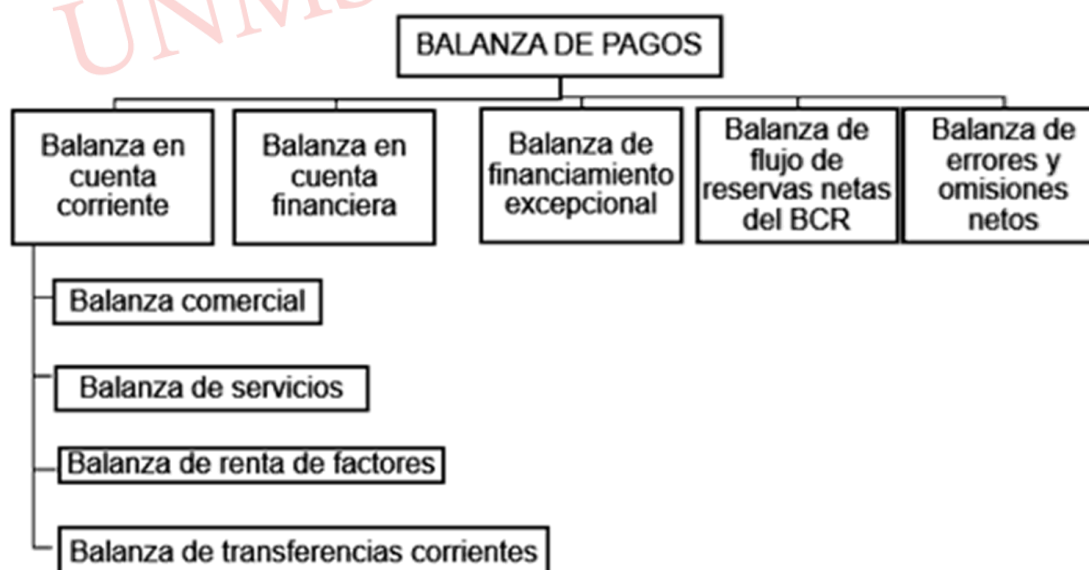 UNMS
BALANZA DE PAGOS
Balanza en
cuenta
corriente
Balanza en
cuenta
financiera
Balanza de
financiamiento
excepcional
Balanza de
flujo de
reservas netas
del BCR
Balanza de
errores y
omisiones
netos
Balanza comercial
Balanza de servicios
Balanza de renta de factores
Balanza de transferencias corrientes